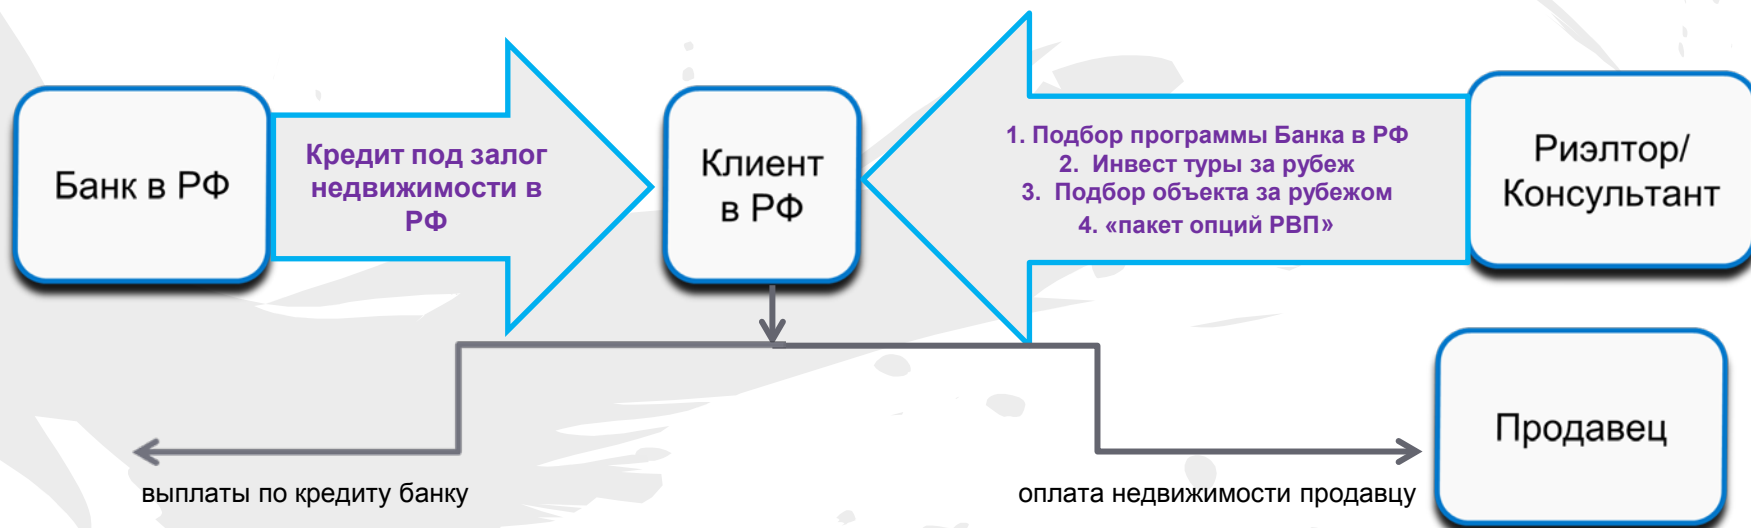 Банк в РФ
Кредит под залог
недвижимости в
РФ
Клиент
в РФ
1. Подбор программы Банка в РФ
2. Инвест туры за рубеж
3. Подбор объекта за рубежом
4. «пакет опций РВП»
Риэлтор/
Консультант
Продавец
выплаты по кредиту банку
оплата недвижимости продавцу